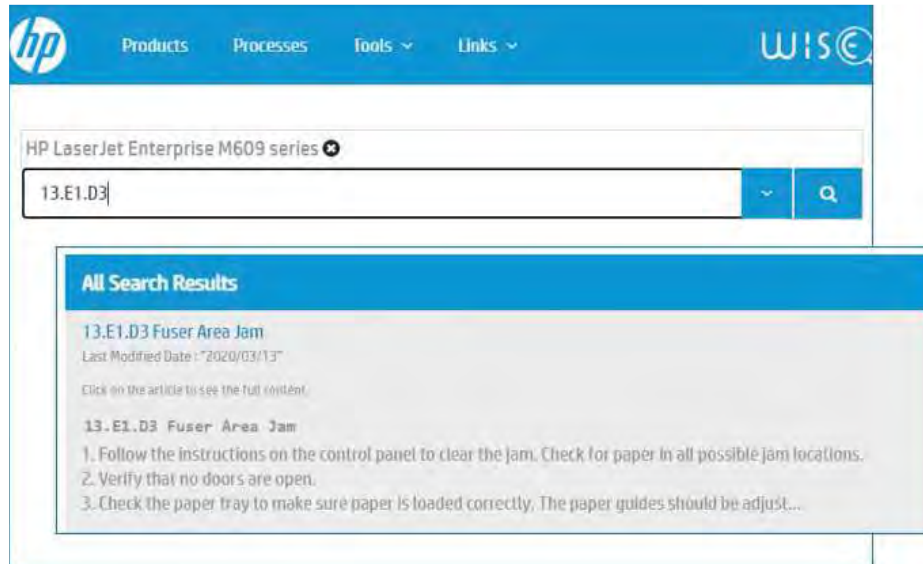 hp Products Processes Tools Links WISE
HP LaserJet Enterprise M609 series
13.E1.D3
All Search Results
13.E1.D3 Fuser Area Jam
Last Modified Date : "2020/03/13"
Click on the article to see the full content.
13.E1.D3 Fuser Area Jam
1. Follow the instructions on the control panel to clear the jam. Check for paper in all possible jam locations.
2. Verify that no doors are open.
3. Check the paper tray to make sure paper is loaded correctly. The paper guides should be adjust...